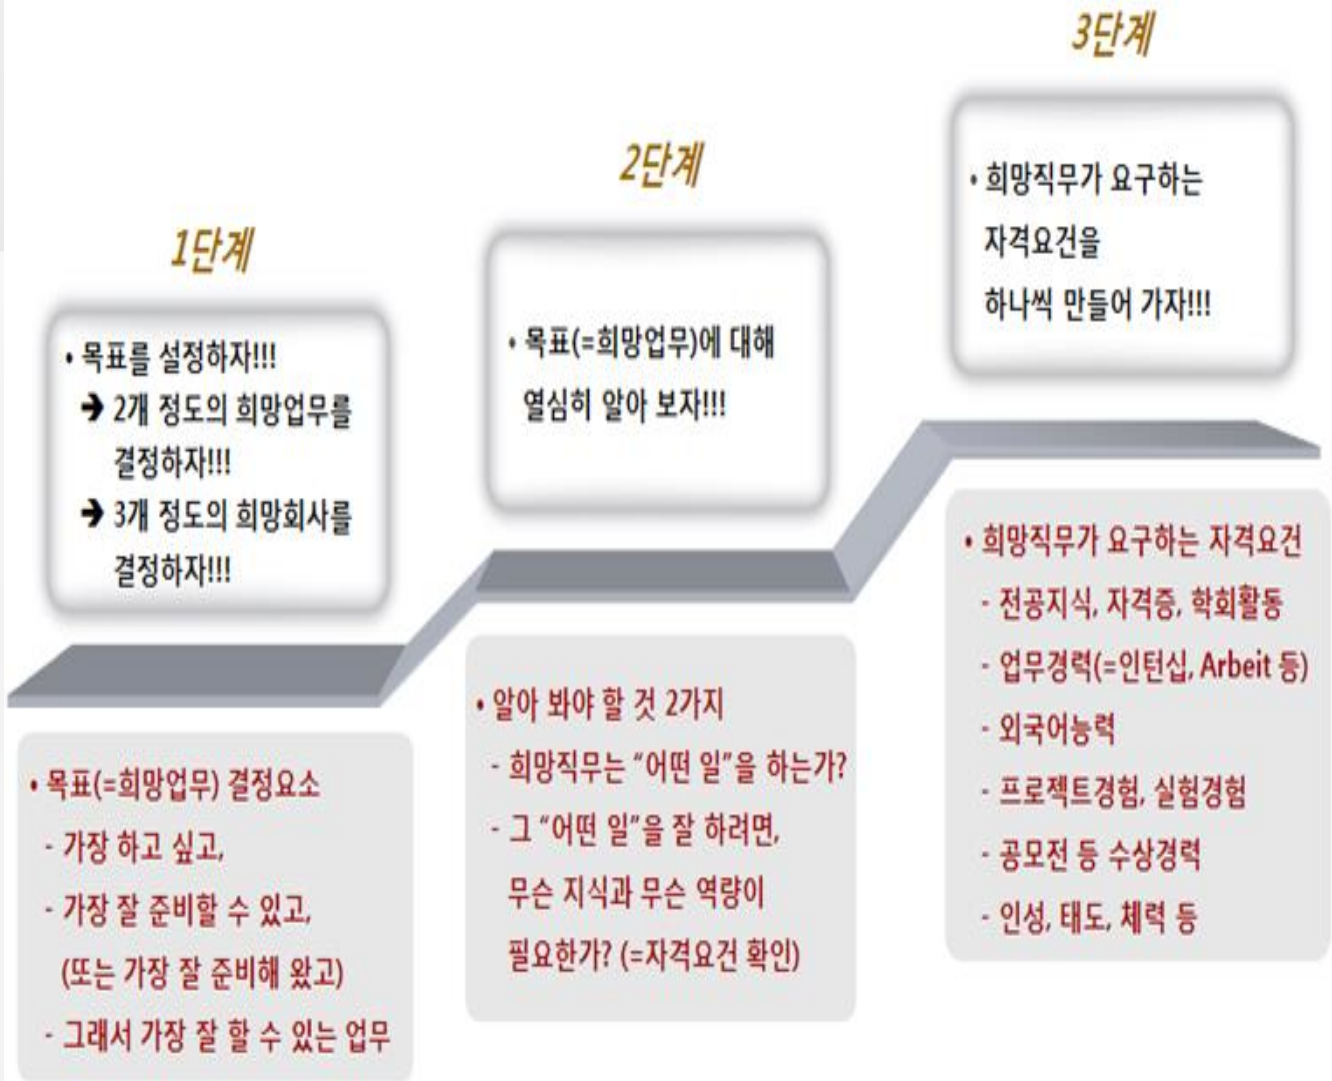 1단계
• 목표를 설정하자!!!
➔ 2개 정도의 희망업무를
결정하자!!!
➔ 3개 정도의 희망회사를
결정하자!!!
• 목표(=희망업무) 결정요소
- 가장 하고 싶고,
- 가장 잘 준비할 수 있고,
(또는 가장 잘 준비해 왔고)
- 그래서 가장 잘 할 수 있는 업무
2단계
• 목표(=희망업무)에 대해
열심히 알아 보자!!!
• 알아 봐야 할 것 2가지
- 희망직무는 “어떤 일”을 하는가?
- 그 “어떤 일”을 잘 하려면,
무슨 지식과 무슨 역량이
필요한가? (=자격요건 확인)
3단계
• 희망직무가 요구하는
자격요건을
하나씩 만들어 가자!!!
• 희망직무가 요구하는 자격요건
- 전공지식, 자격증, 학회활동
- 업무경력(=인턴십, Arbeit 등)
- 외국어능력
- 프로젝트경험, 실험경험
- 공모전 등 수상경력
- 인성, 태도, 체력 등